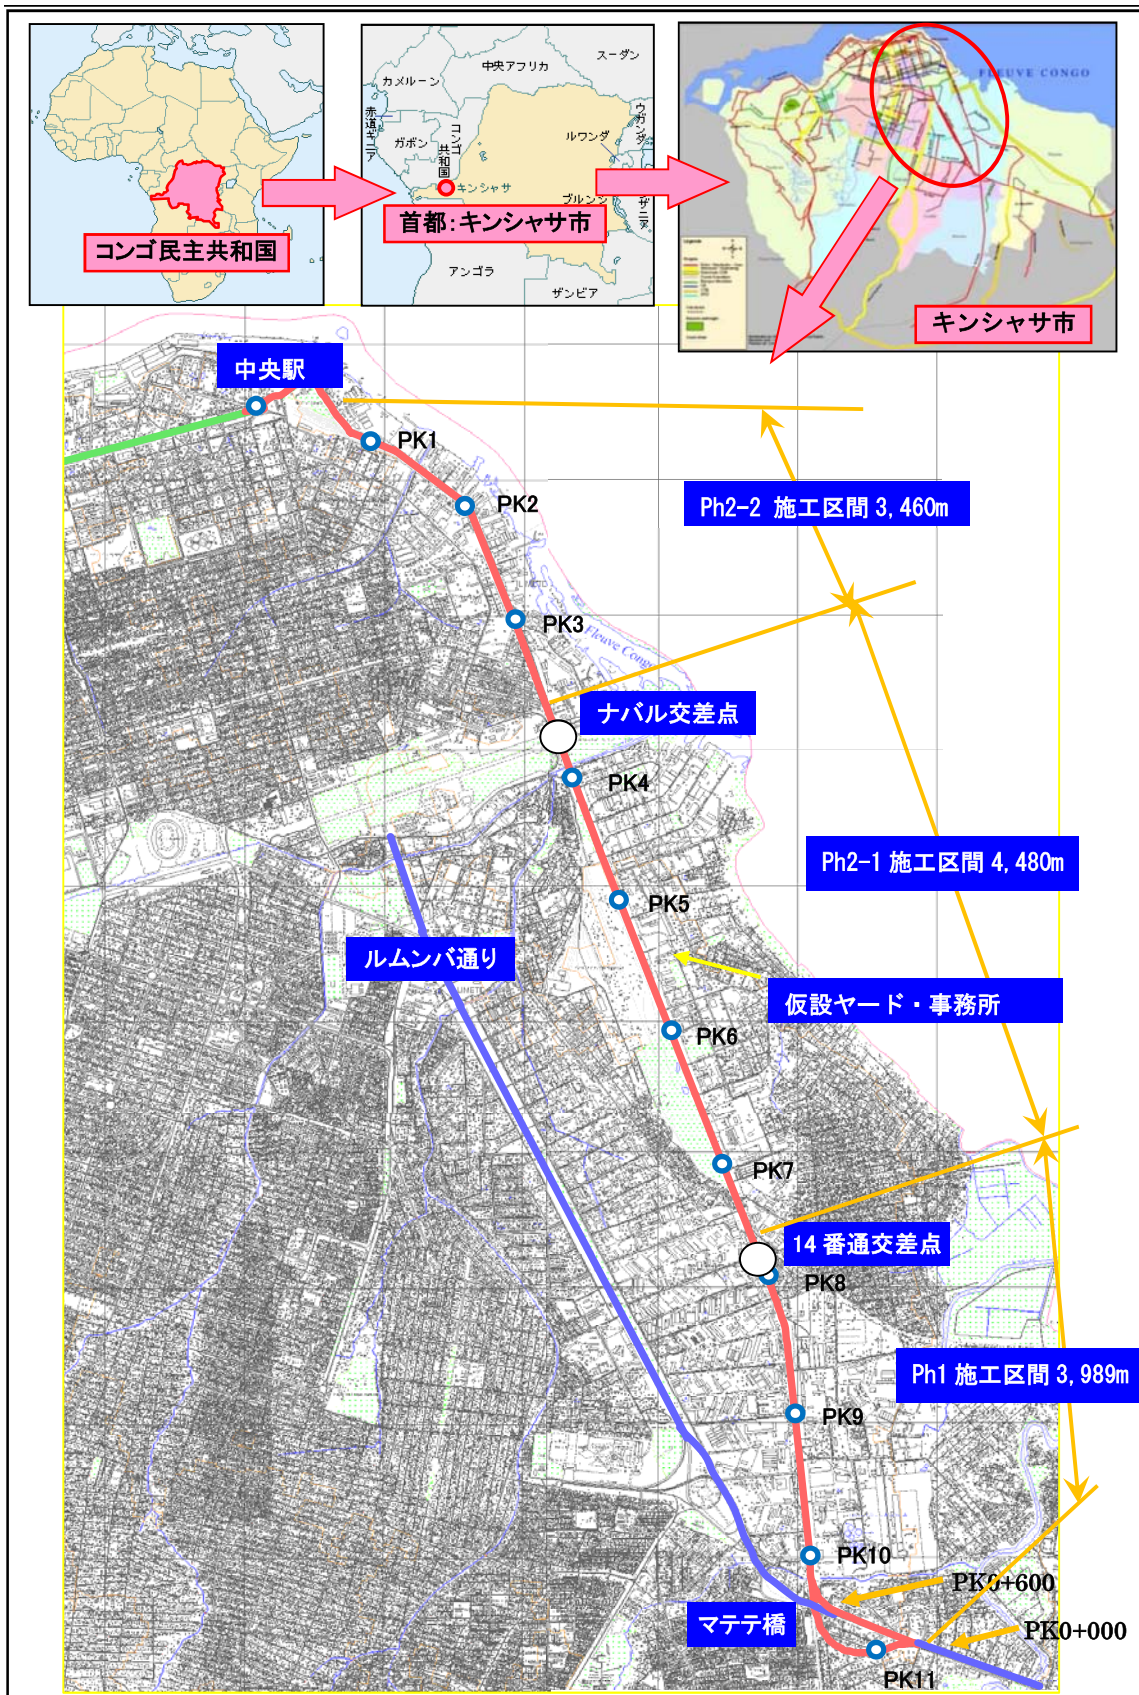 スーダン
中央アフリカ
カメルーン
赤道ギニア
ガボン
コンゴ
共和国
ウガンダ
ルワンダ
キンシャサ
ブルンジ
アンゴラ
ザンビア
コンゴ民主共和国
首都：キンシャサ市
FLEUVE CONGO
キンシャサ市
中央駅
PK1
PK2
Ph2-2 施工区間 3,460m
PK3
Fleuve Congo
ナバル交差点
PK4
Ph2-1 施工区間 4,480m
PK5
ルムンバ通り
仮設ヤード・事務所
PK6
PK7
14 番通交差点
PK8
Ph1 施工区間 3,989m
PK9
PK10
PK0+600
マテテ橋
PK0+000
PK11